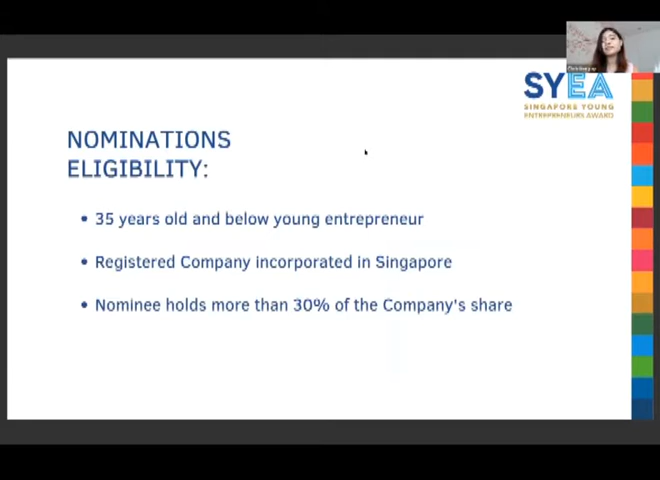 SYEA
SINGAPORE YOUNG
ENTREPRENEURS AWARD
NOMINATIONS
ELIGIBILITY:
• 35 years old and below young entrepreneur
• Registered Company incorporated in Singapore
• Nominee holds more than 30% of the Company's share